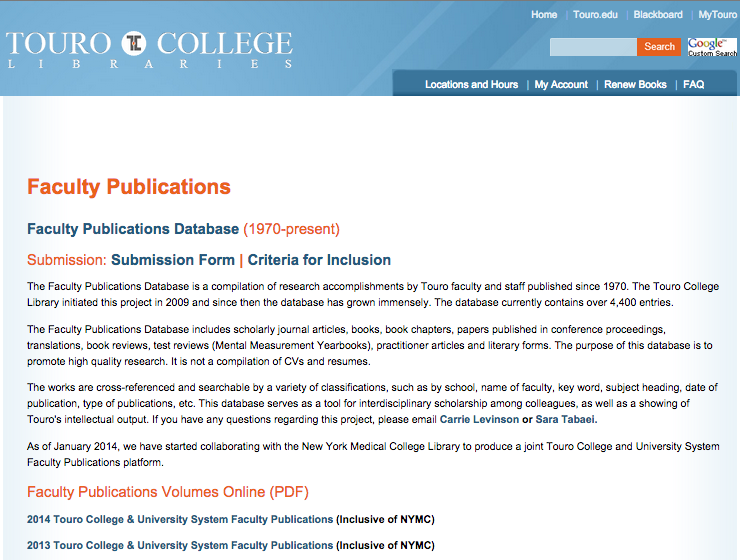 Home | Touro.edu | Blackboard | MyTouro
TOURO TC COLLEGE
LIBRARIES
Search
Google™
Custom Search
Locations and Hours | My Account | Renew Books | FAQ
Faculty Publications
Faculty Publications Database (1970-present)
Submission: Submission Form | Criteria for Inclusion
The Faculty Publications Database is a compilation of research accomplishments by Touro faculty and staff published since 1970. The Touro College
Library initiated this project in 2009 and since then the database has grown immensely. The database currently contains over 4,400 entries.
The Faculty Publications Database includes scholarly journal articles, books, book chapters, papers published in conference proceedings,
translations, book reviews, test reviews (Mental Measurement Yearbooks), practitioner articles and literary forms. The purpose of this database is to
promote high quality research. It is not a compilation of CVs and resumes.
The works are cross-referenced and searchable by a variety of classifications, such as by school, name of faculty, key word, subject heading, date of
publication, type of publications, etc. This database serves as a tool for interdisciplinary scholarship among colleagues, as well as a showing of
Touro's intellectual output. If you have any questions regarding this project, please email Carrie Levinson or Sara Tabaei.
As of January 2014, we have started collaborating with the New York Medical College Library to produce a joint Touro College and University System
Faculty Publications platform.
Faculty Publications Volumes Online (PDF)
2014 Touro College & University System Faculty Publications (Inclusive of NYMC)
2013 Touro College & University System Faculty Publications (Inclusive of NYMC)